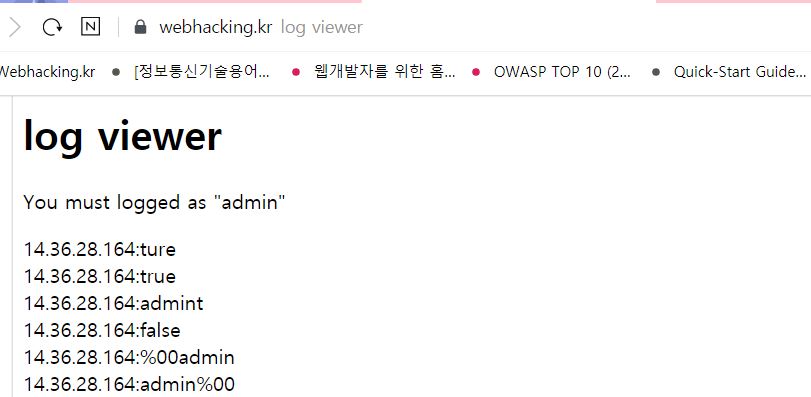 webhacking.kr log viewer
Webhacking.kr [정보통신기술용어... 웹개발자를 위한 홈... OWASP TOP 10 (2... Quick-Start Guide...
log viewer
You must logged as "admin"
14.36.28.164:ture
14.36.28.164:true
14.36.28.164:admint
14.36.28.164:false
14.36.28.164:%00admin
14.36.28.164:admin%00